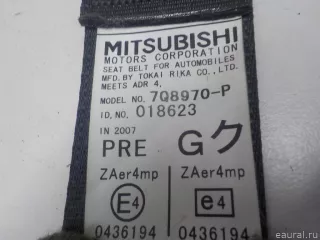 MITSUBISHI
MOTORS CORPORATION
SEAT BELT FOR AUTOMOBILES
MFD. BY TOKAI RIKA CO., LTD.
MEETS ADR 4,
MODEL NO. 7Q8970-P
ID, NO. 018623
IN 2007
PRE Gク
ZAer4mp ZAer4mp
E4 e4
0436194 0436194
eaural.ru